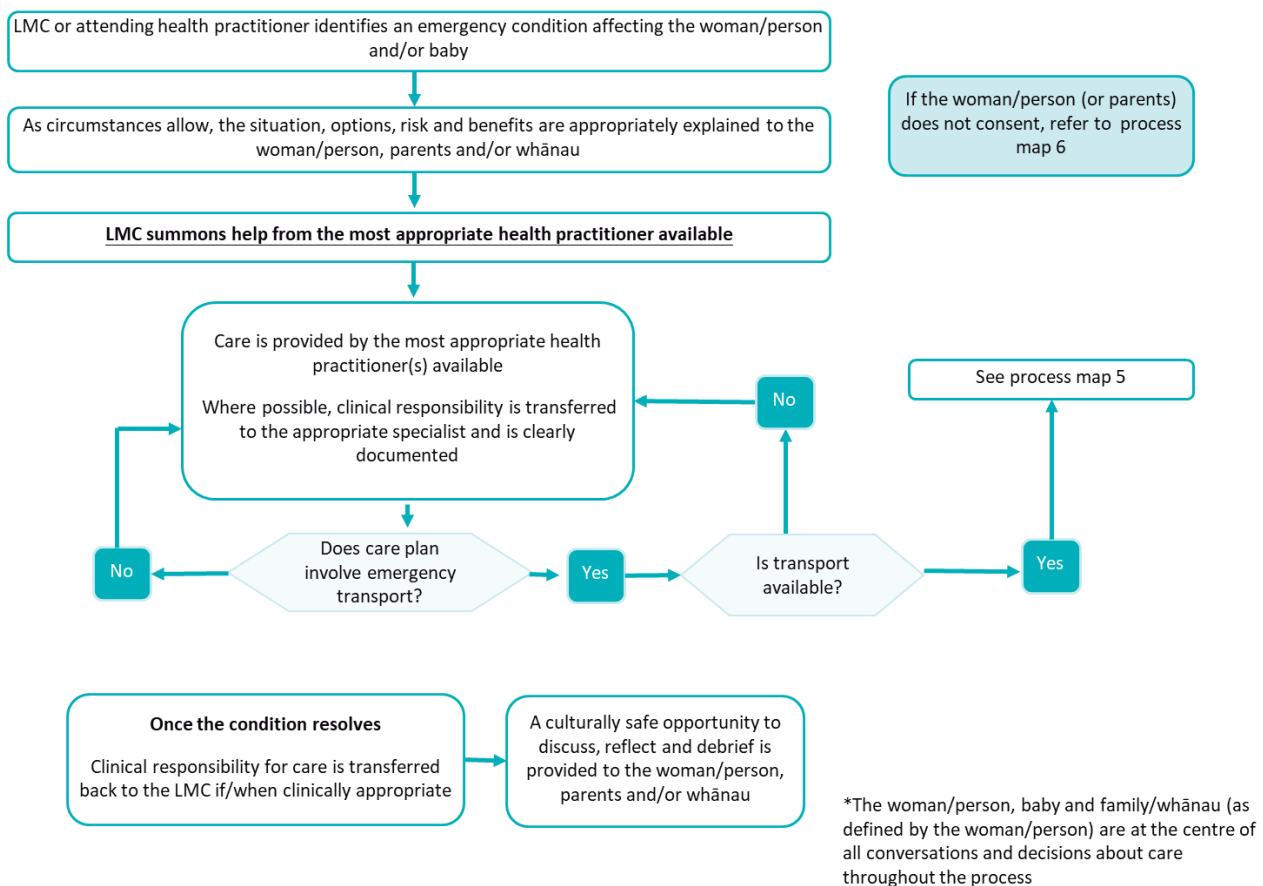 LMC or attending health practitioner identifies an emergency condition affecting the woman/person
and/or baby
As circumstances allow, the situation, options, risk and benefits are appropriately explained to the
woman/person, parents and/or whānau
If the woman/person (or parents)
does not consent, refer to process
map 6
LMC summons help from the most appropriate health practitioner available
Care is provided by the most appropriate health
practitioner(s) available
Where possible, clinical responsibility is transferred
to the appropriate specialist and is clearly
documented
No
See process map 5
No
Does care plan
involve emergency
transport?
Yes
Is transport
available?
Yes
Once the condition resolves
Clinical responsibility for care is transferred
back to the LMC if/when clinically appropriate
A culturally safe opportunity to
discuss, reflect and debrief is
provided to the woman/person,
parents and/or whānau
*The woman/person, baby and family/whānau (as
defined by the woman/person) are at the centre of
all conversations and decisions about care
throughout the process